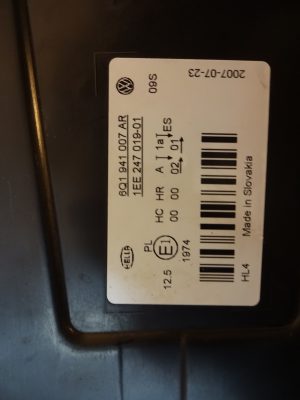 HELLA
6Q1 941 007 AR
1EE 247 019-01
09S
PL
HC HR A 1a ES
00 00 02 01
12.5
E1
1974
2007-07-23
HL4
Made in Slovakia